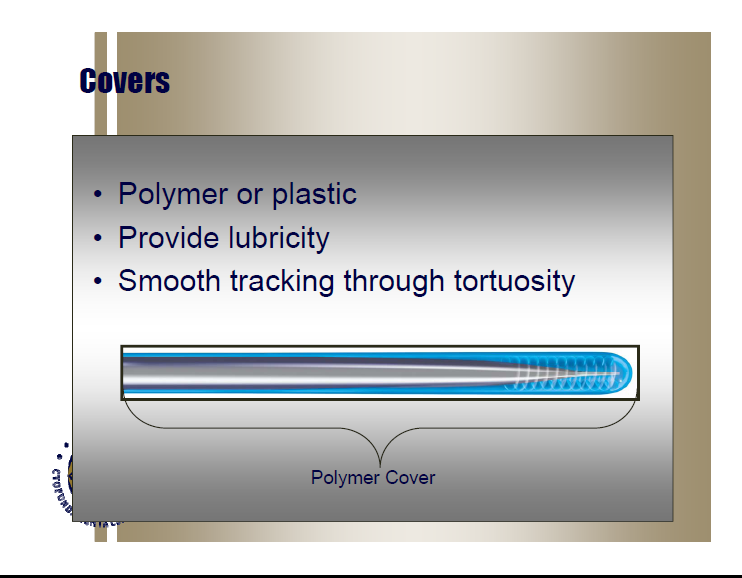 Covers
• Polymer or plastic
• Provide lubricity
• Smooth tracking through tortuosity
Polymer Cover